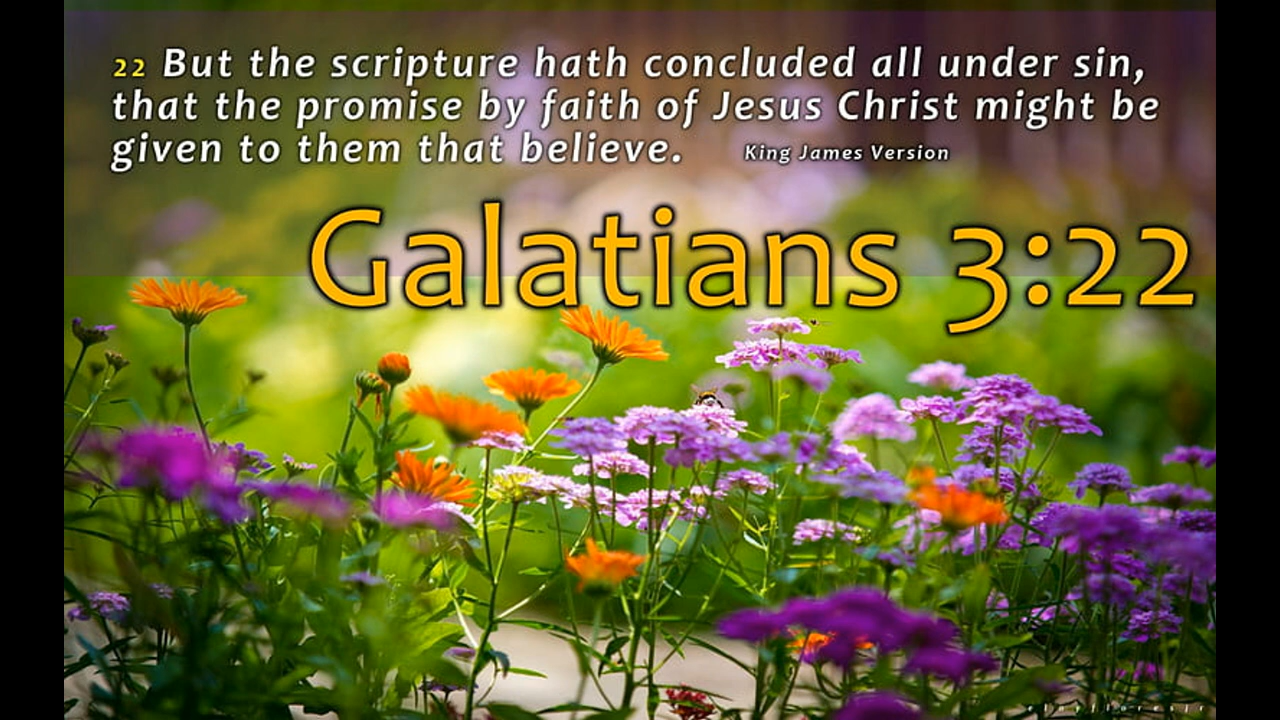 22 But the scripture hath concluded all under sin,
that the promise by faith of Jesus Christ might be
given to them that believe. King James Version
Galatians 3:22